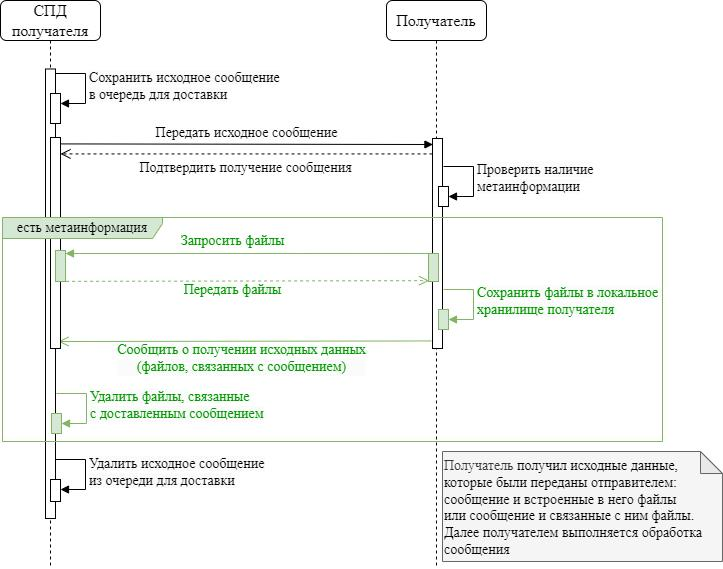 СПД
получателя
Получатель
Сохранить исходное сообщение
в очередь для доставки
Передать исходное сообщение
Подтвердить получение сообщения
Проверить наличие
метаинформации
есть метаинформация
Запросить файлы
Передать файлы
Сохранить файлы в локальное
хранилище получателя
Сообщить о получении исходных данных
(файлов, связанных с сообщением)
Удалить файлы, связанные
с доставленным сообщением
Удалить исходное сообщение
из очереди для доставки
Получатель получил исходные данные,
которые были переданы отправителем:
сообщение и встроенные в него файлы
или сообщение и связанные с ним файлы.
Далее получателем выполняется обработка
сообщения